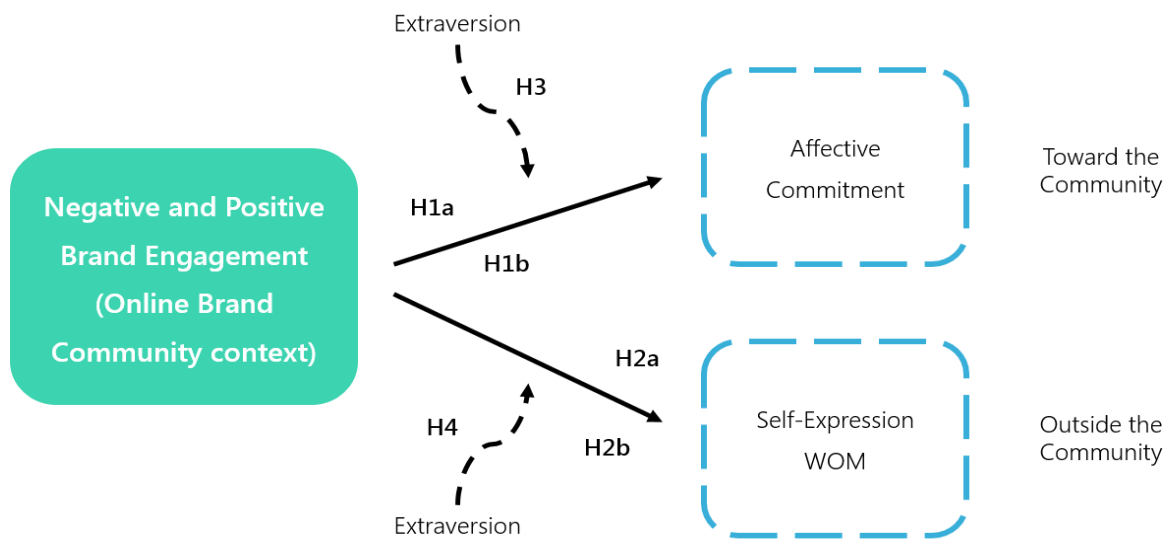 Extraversion
H3
Affective
Commitment
Toward the
Community
Negative and Positive
Brand Engagement
(Online Brand
Community context)
H1a
H1b
H2a
H2b
H4
Self-Expression
WOM
Outside the
Community
Extraversion